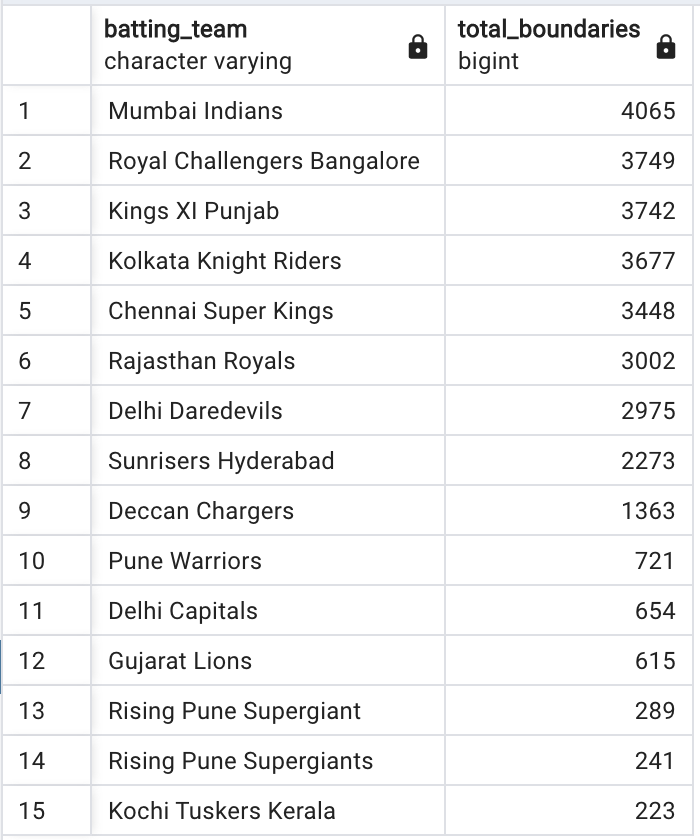 batting_team total_boundaries
character varying bigint
1 Mumbai Indians 4065
2 Royal Challengers Bangalore 3749
3 Kings XI Punjab 3742
4 Kolkata Knight Riders 3677
5 Chennai Super Kings 3448
6 Rajasthan Royals 3002
7 Delhi Daredevils 2975
8 Sunrisers Hyderabad 2273
9 Deccan Chargers 1363
10 Pune Warriors 721
11 Delhi Capitals 654
12 Gujarat Lions 615
13 Rising Pune Supergiant 289
14 Rising Pune Supergiants 241
15 Kochi Tuskers Kerala 223